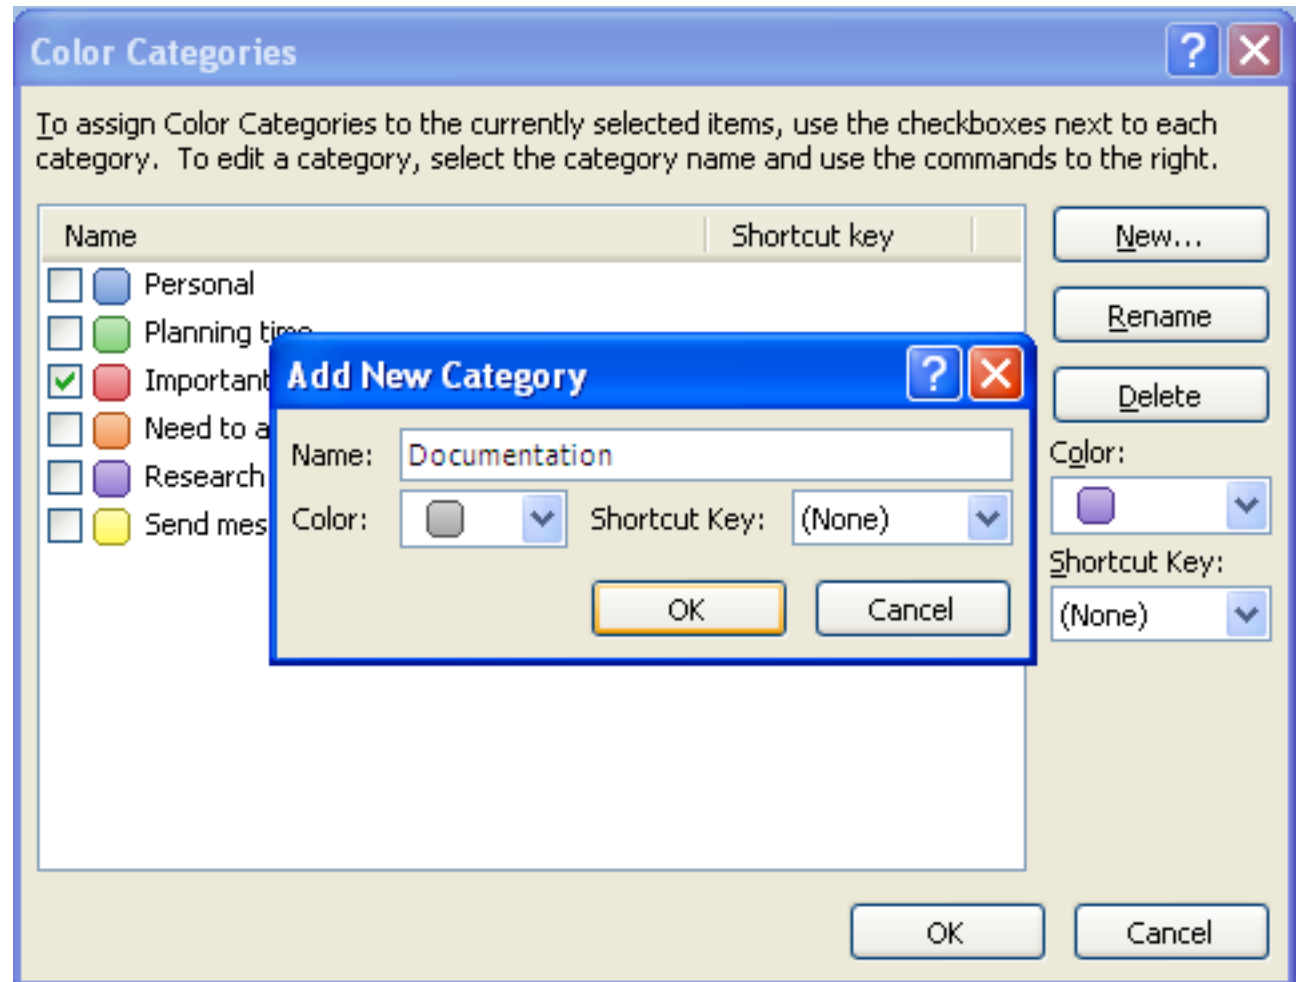 Color Categories
To assign Color Categories to the currently selected items, use the checkboxes next to each
category. To edit a category, select the category name and use the commands to the right.
Name Shortcut key
New...
Personal
Planning time
Rename
Important
Need to a
Research
Send mes
Delete
Color:
Shortcut Key:
(None)
Add New Category
Name: Documentation
Color: Shortcut Key: (None)
OK Cancel
OK Cancel